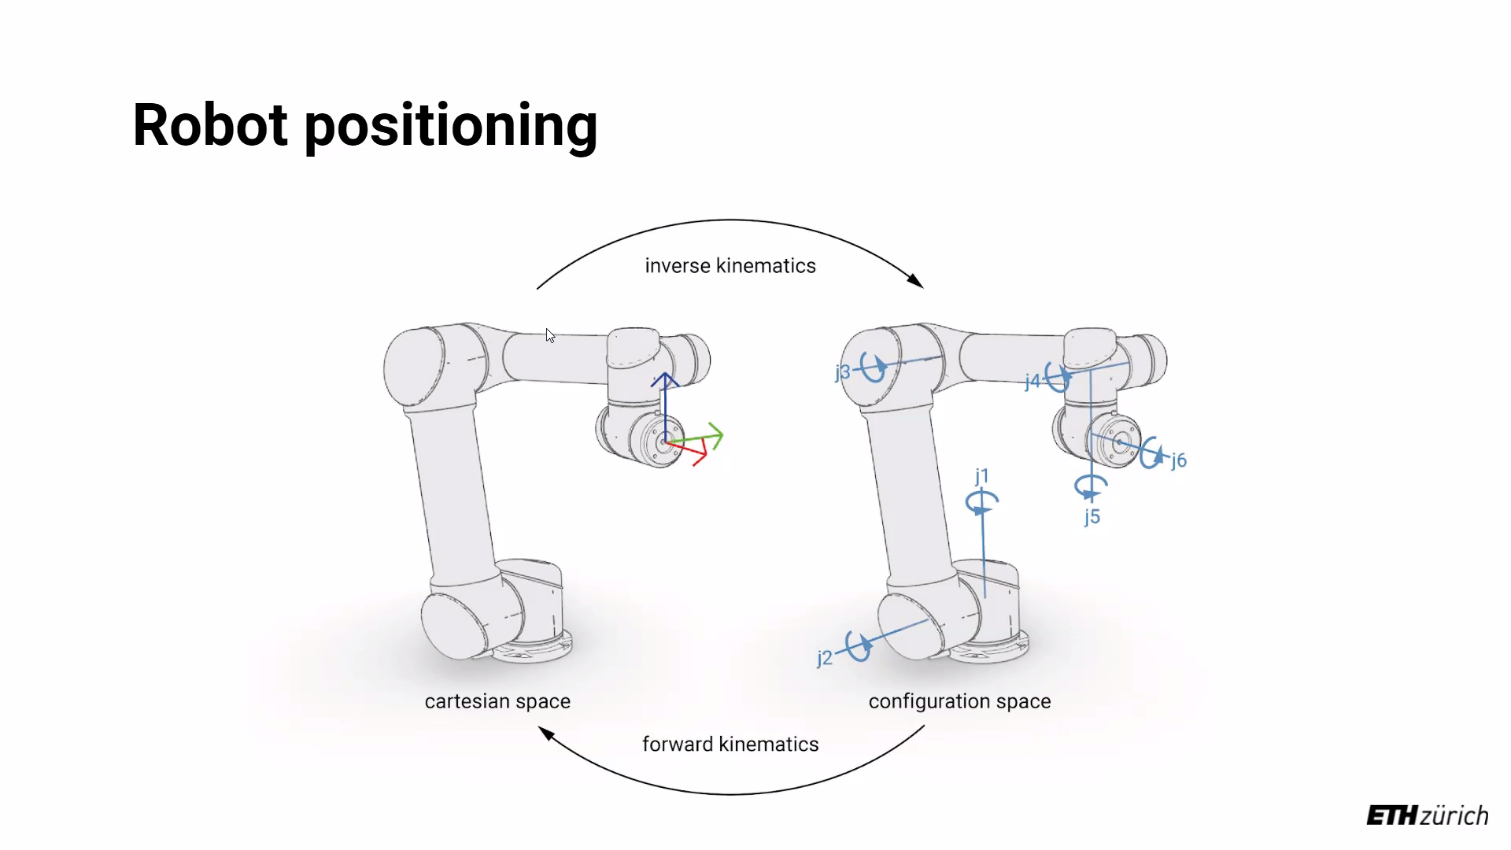 Robot positioning
inverse kinematics
j3
j4
j6
j1
j5
j2
cartesian space
configuration space
forward kinematics
ETH zürich